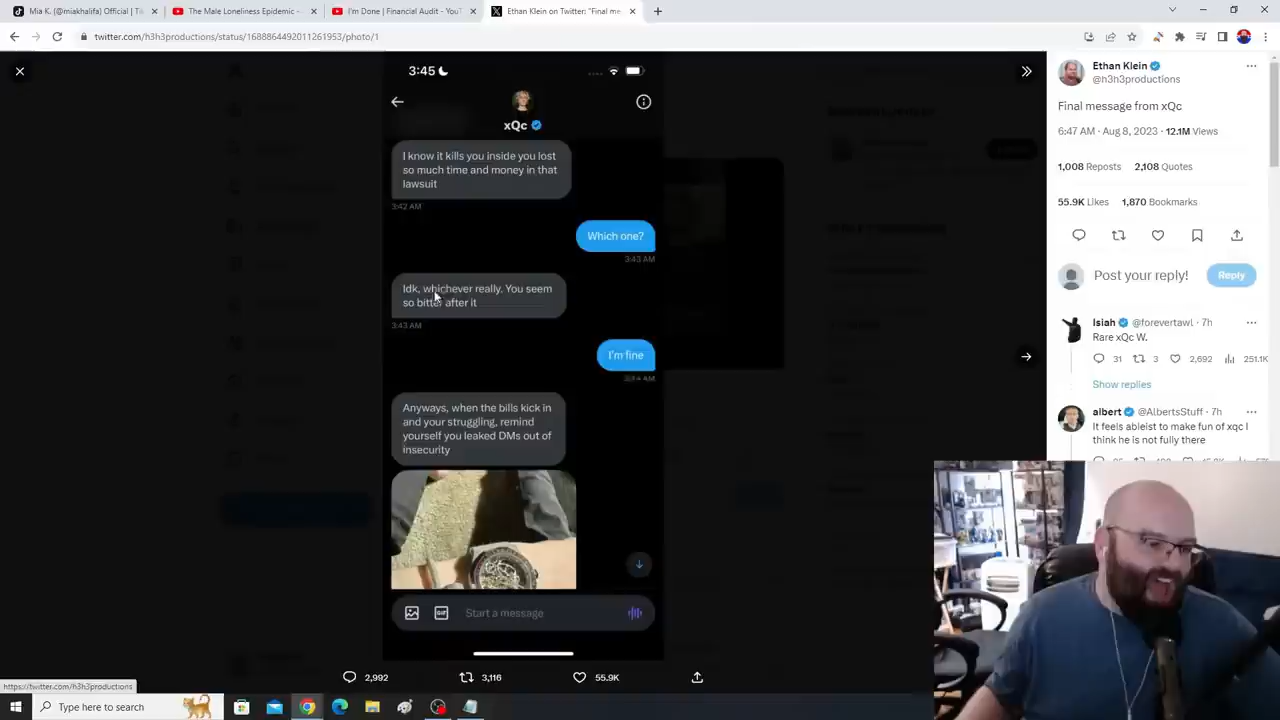 Mia K. (@miakhalifa) Official | Ti
The Male Loneliness Epidemic -
I'm Done | Financial Audit - YouT
Ethan Klein on Twitter: "Final me
twitter.com/h3h3productions/status/1688864492011261953/photo/1
3:45
xQc
I know it kills you inside you lost
so much time and money in that
lawsuit
3:42 AM
Which one?
3:43 AM
Idk, whichever really. You seem
so bitter after it
3:43 AM
I'm fine
3:44 AM
Anyways, when the bills kick in
and your struggling, remind
yourself you leaked DMs out of
insecurity
GIF
Start a message
2,992
3,116
55.9K
Ethan Klein
@h3h3productions
Final message from xQc
6:47 AM · Aug 8, 2023 · 12.1M Views
1,008 Reposts 2,108 Quotes
55.9K Likes 1,870 Bookmarks
Post your reply!
Reply
Isiah @forevertawl · 7h
Rare xQc W.
31 3 2,692 251.1K
Show replies
albert @AlbertsStuff · 7h
It feels ableist to make fun of xqc I
think he is not fully there
https://twitter.com/h3h3productions
Type here to search